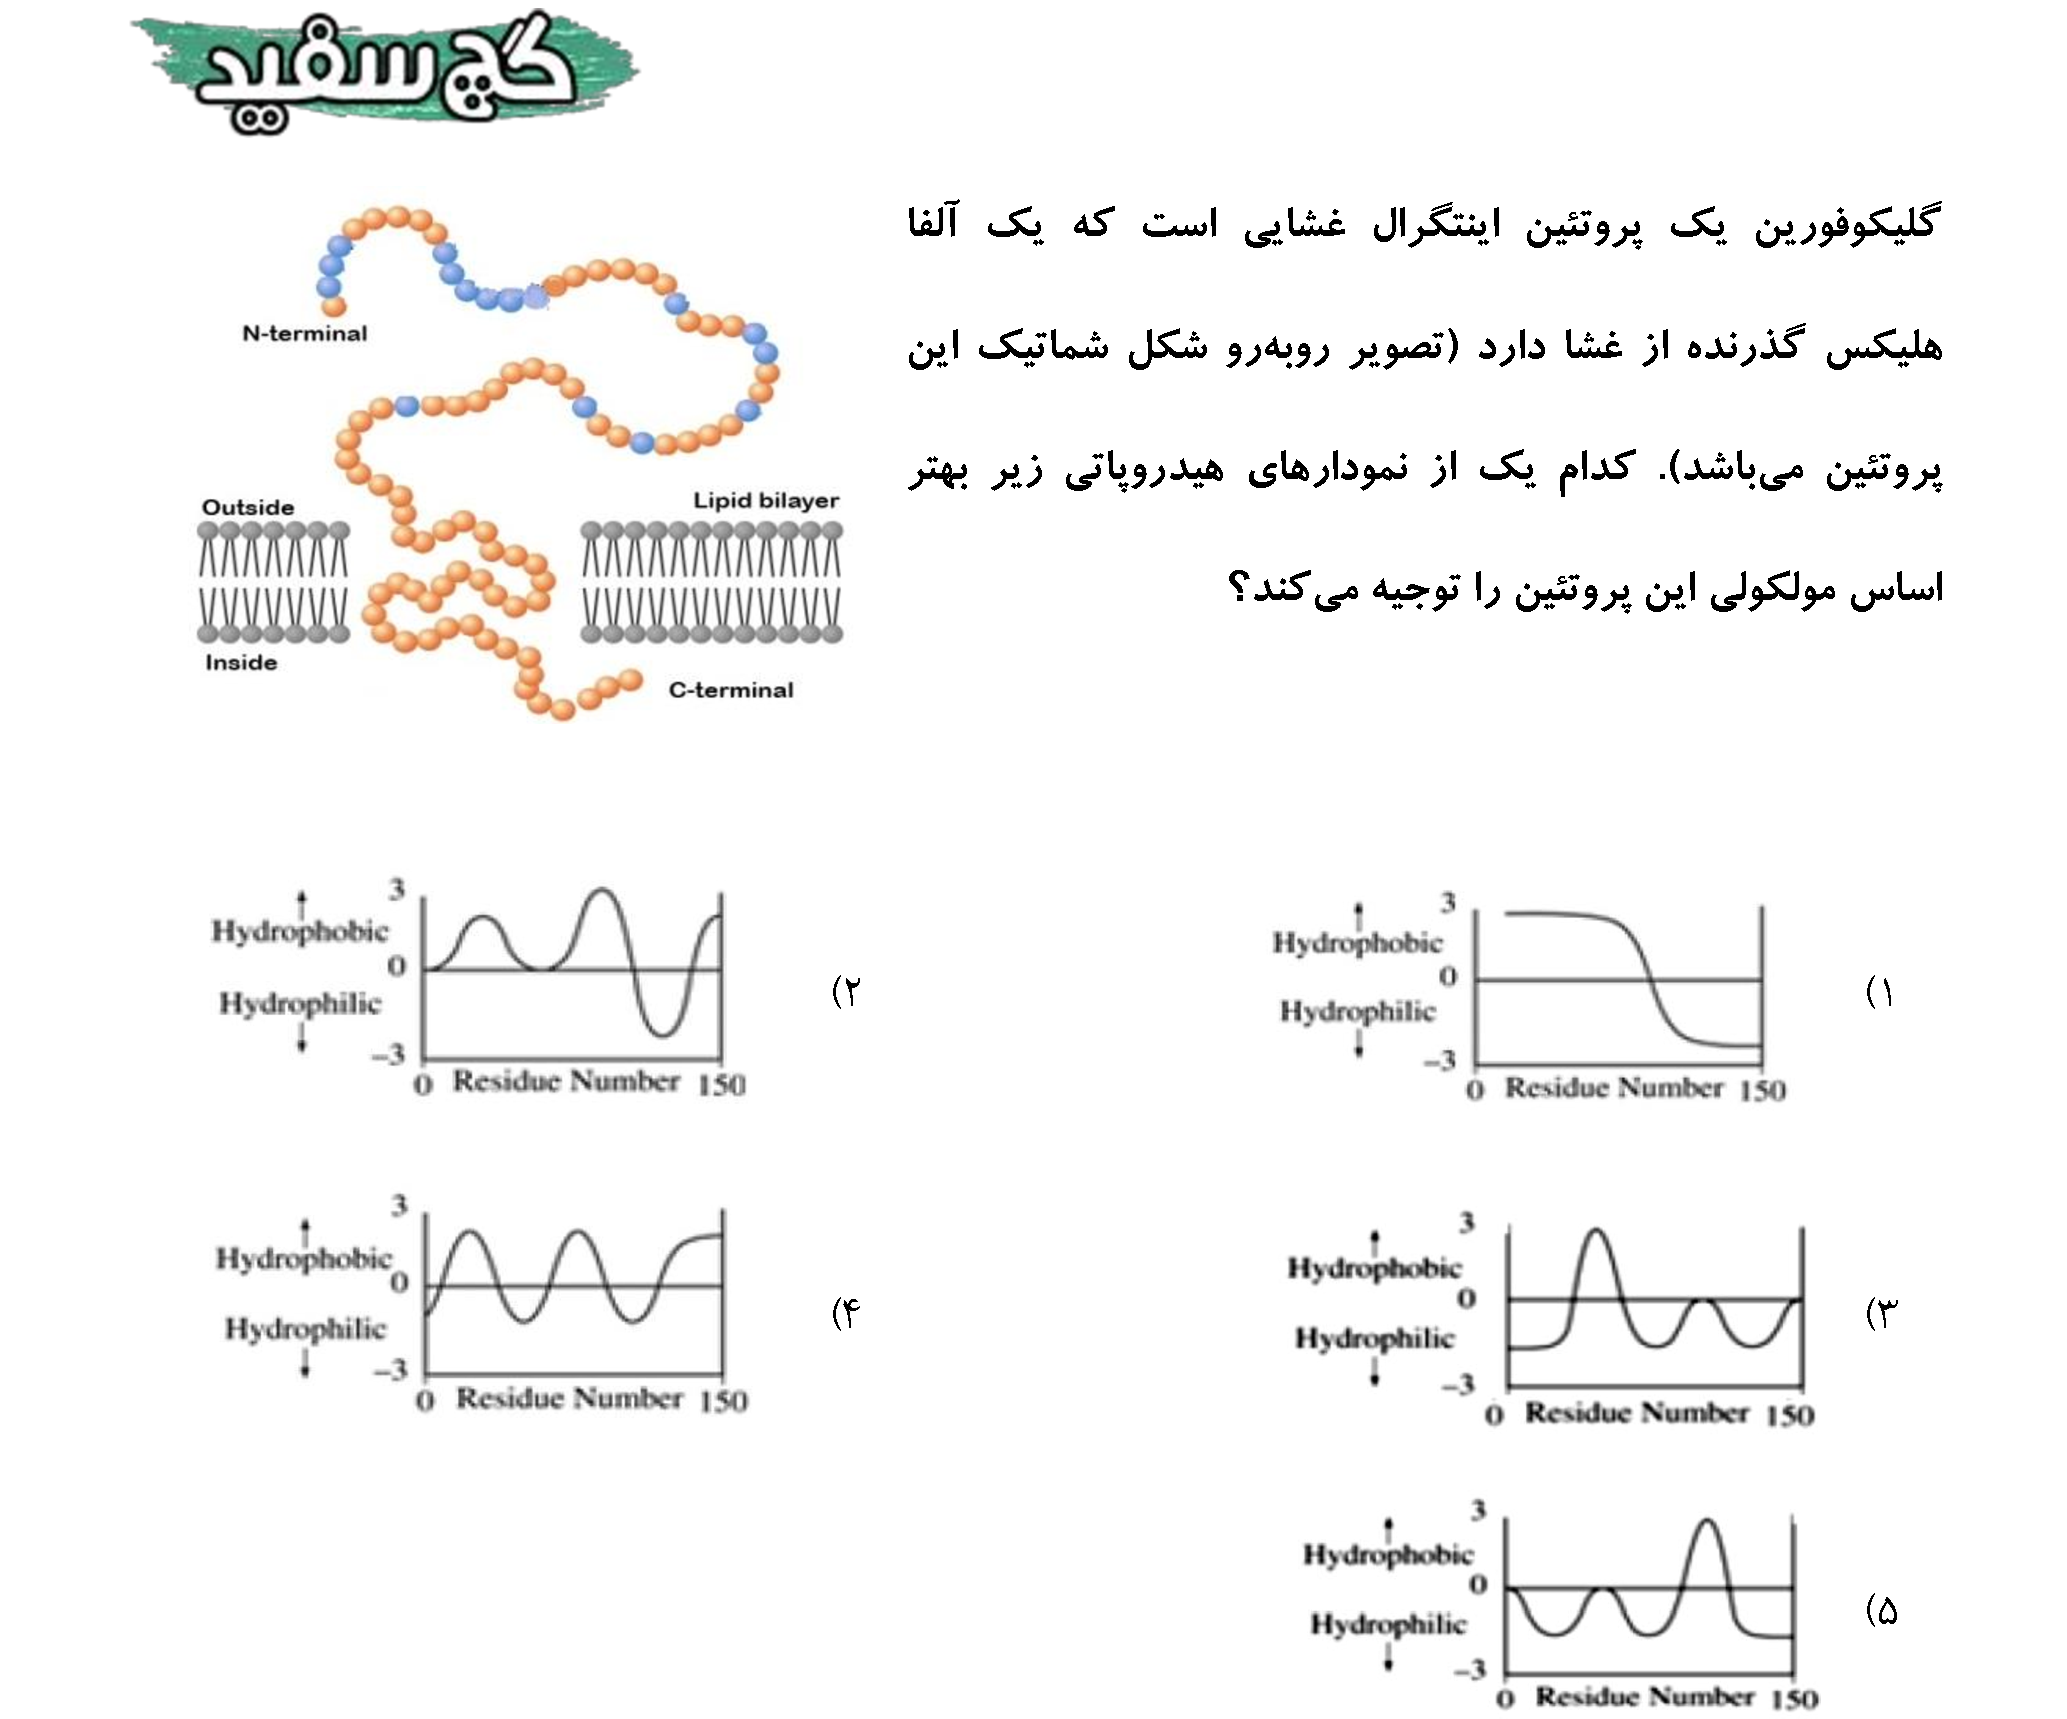 گچ سفید
گلیکوفورین یک پروتئین اینتگرال غشایی است که یک آلفا
هلیکس گذرنده از غشا دارد (تصویر روبه‌رو شکل شماتیک این
پروتئین می‌باشد). کدام یک از نمودارهای هیدروپاتی زیر بهتر
اساس مولکولی این پروتئین را توجیه می‌کند؟
N-terminal
Outside
Lipid bilayer
Inside
C-terminal
۱)
3
Hydrophobic
0
Hydrophilic
–3
0 Residue Number 150
۲)
3
Hydrophobic
0
Hydrophilic
–3
0 Residue Number 150
۳)
3
Hydrophobic
0
Hydrophilic
–3
0 Residue Number 150
۴)
3
Hydrophobic
0
Hydrophilic
–3
0 Residue Number 150
۵)
3
Hydrophobic
0
Hydrophilic
–3
0 Residue Number 150